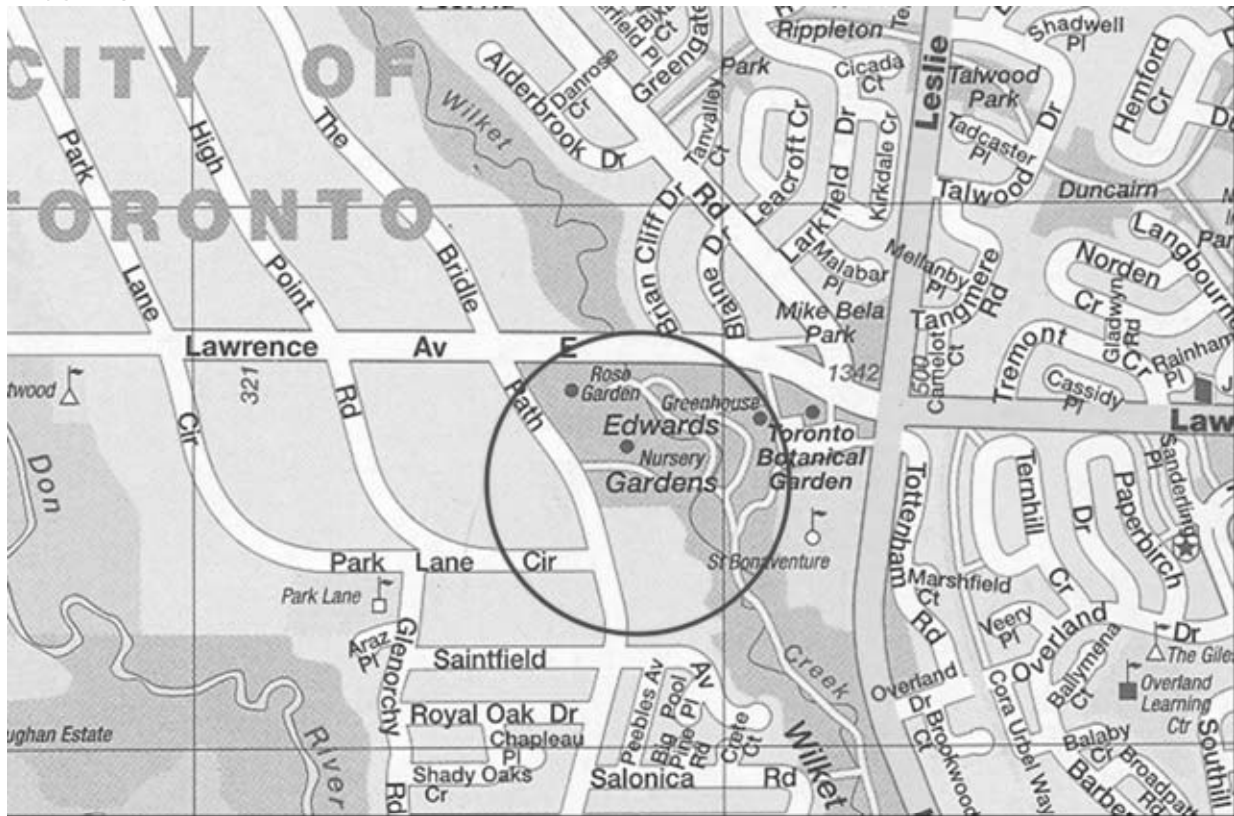 CITY OF
TORONTO
Park
Lane
Cir
High
Point
Rd
The
Bridle
Path
Wilket
Alderbrook Dr
Danrose
Cr
Greengate
Rd
Park
Rippleton
Cicada
Ct
Tanvalley
Ct
Leacroft Cr
Larkfield Dr
Kirkdale Cr
Malabar
Pl
Brian Cliff Dr
Blaine Dr
Mike Bela
Park
Leslie
Shadwell
Pl
Talwood
Park
Tadcaster
Pl
Talwood Dr
Hemford
Cr
Duncairn
Langbourne
Norden
Cr
Mellanby
Pl
Tangmere
Rd
Gladwyn
Rd
Tremont
Cr
Rainham
Pl
Cassidy
Pl
Camelot
Ct
500
1342
Lawrence Av E
321
Law
Rose
Garden
Greenhouse
Edwards
Nursery
Gardens
Toronto
Botanical
Garden
St Bonaventure
Don
River
Park Lane Cir
Park Lane
Araz
Pl
Glenorchy
Rd
Saintfield
Av
Royal Oak Dr
Chapleau
Pl
Shady Oaks
Cr
Peebles Av
Big Pool
Pine Pl
Rd
Crete
Ct
Salonica Rd
Creek
Wilket
Tottenham
Rd
Ternhill
Cr
Paperbirch
Dr
Sanderling
Pl
Marshfield
Ct
Veery
Pl
Overland
Dr
Ballymena
Ct
The Giles
Overland
Learning
Ctr
Overland
Dr
Brookwood
Ct
Cora Urbel Way
Balaby
Cr
Broadpath
Rd
Southill